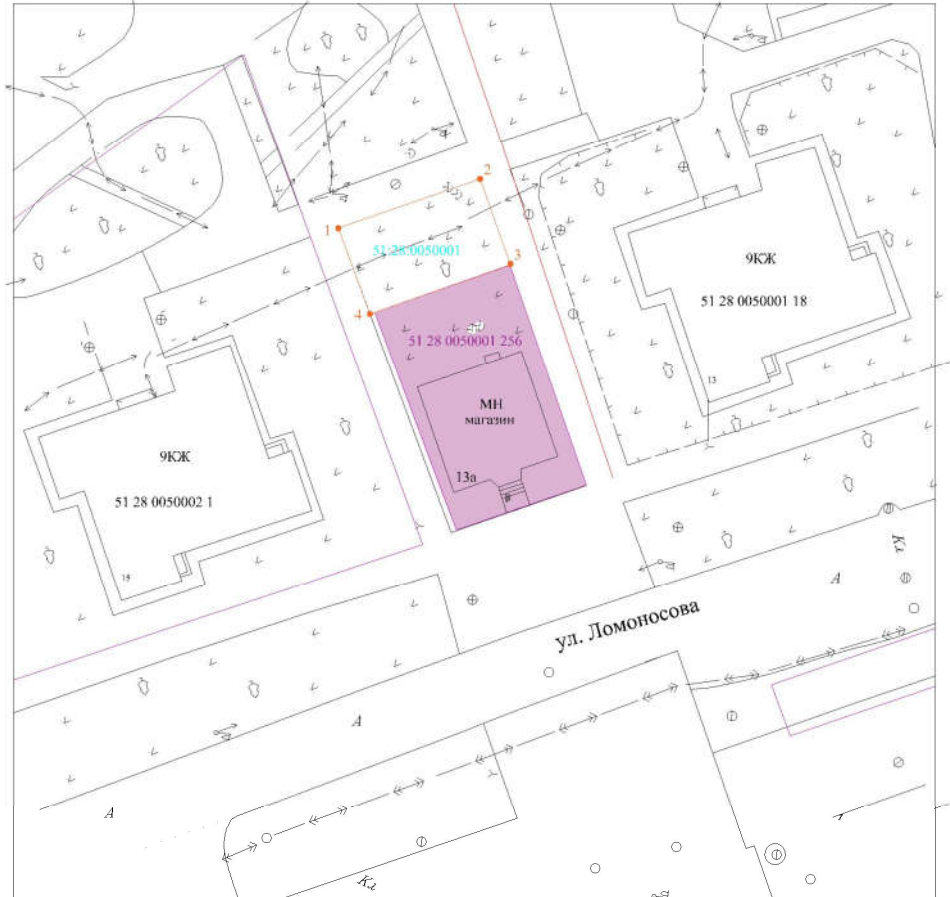 2
1
51:28:0050001
3
9КЖ
51 28 0050001 18
4
51 28 0050001 256
13
МН
магазин
9КЖ
13а
51 28 0050002 1
Кл
А
ул. Ломоносова
А
А
Кл